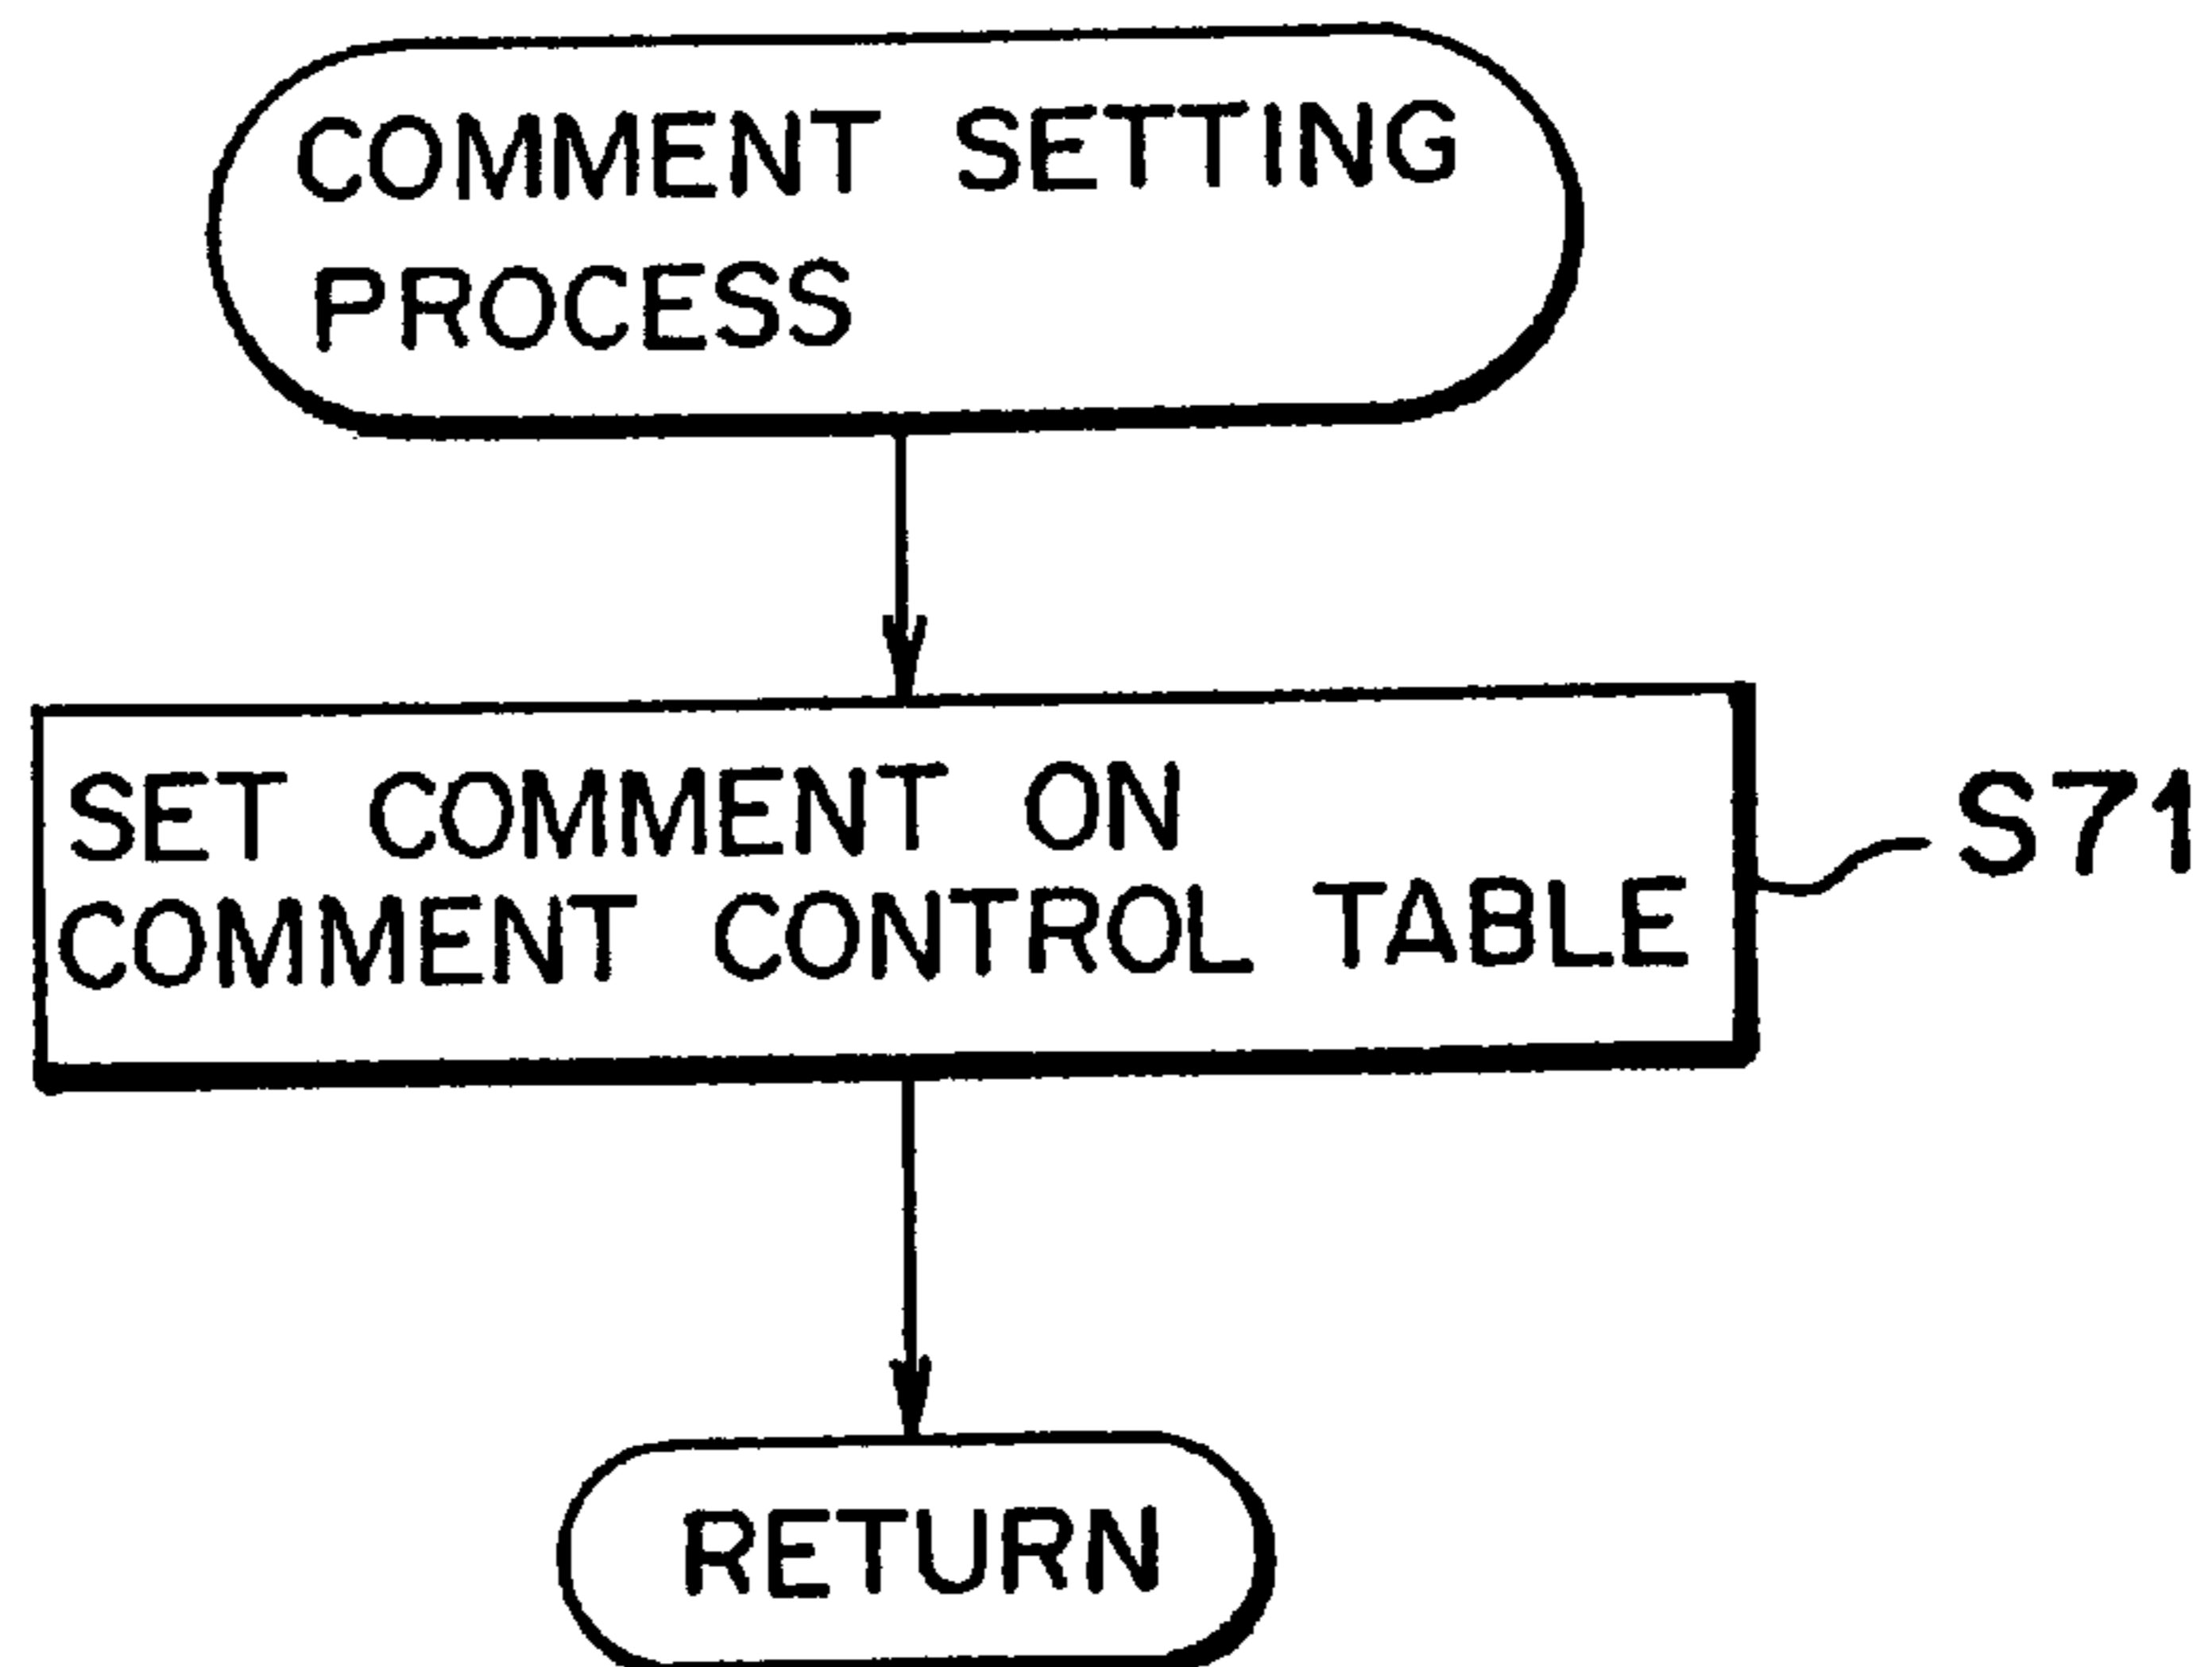 COMMENT SETTING
PROCESS
SET COMMENT ON
COMMENT CONTROL TABLE
S71
RETURN